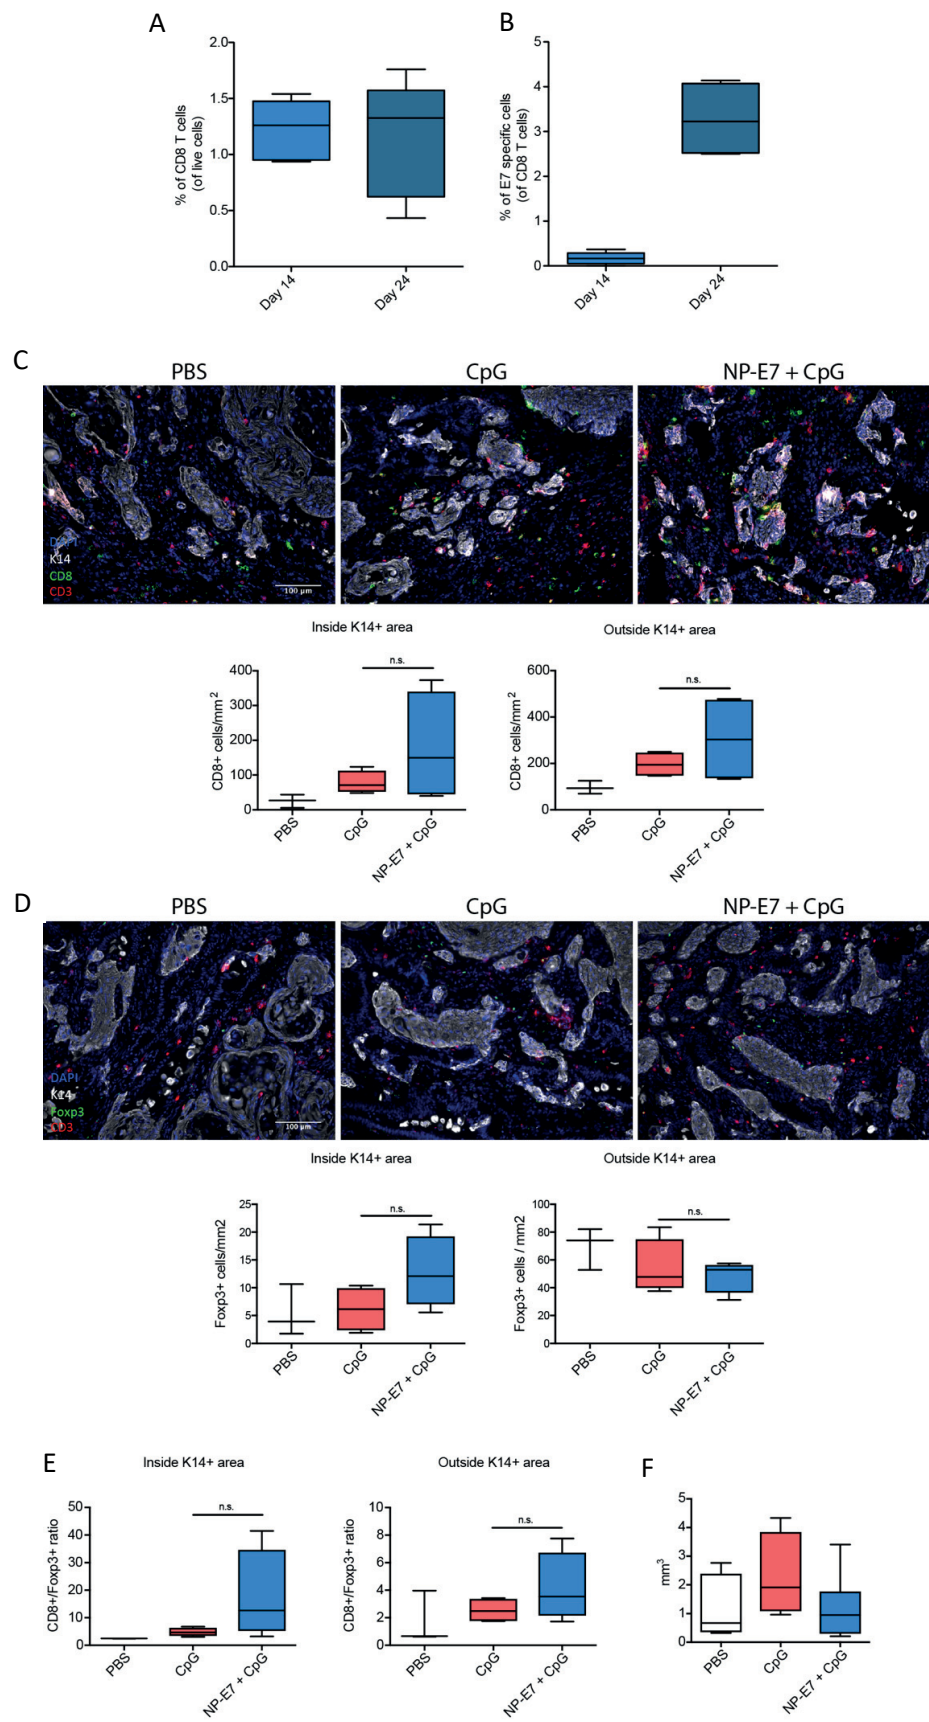 A
B
% of CD8 T cells
(of live cells)
2.0
1.5
1.0
0.5
0.0
Day 14
Day 24
% of E7 specific cells
(of CD8 T cells)
5
4
3
2
1
0
Day 14
Day 24
C
PBS
CpG
NP-E7 + CpG
DAPI
K14
CD8
CD3
100 µm
Inside K14+ area
Outside K14+ area
CD8+ cells/mm²
400
300
200
100
0
n.s.
PBS
CpG
NP-E7 + CpG
CD8+ cells/mm²
600
400
200
0
n.s.
PBS
CpG
NP-E7 + CpG
D
PBS
CpG
NP-E7 + CpG
DAPI
K14
Foxp3
CD3
100 µm
Inside K14+ area
Outside K14+ area
Foxp3+ cells/mm2
25
20
15
10
5
0
n.s.
PBS
CpG
NP-E7 + CpG
Foxp3+ cells / mm2
100
80
60
40
20
0
n.s.
PBS
CpG
NP-E7 + CpG
E
Inside K14+ area
Outside K14+ area
F
CD8+/Foxp3+ ratio
50
40
30
20
10
0
n.s.
PBS
CpG
NP-E7 + CpG
CD8+/Foxp3+ ratio
10
8
6
4
2
0
n.s.
PBS
CpG
NP-E7 + CpG
mm³
5
4
3
2
1
0
PBS
CpG
NP-E7 + CpG